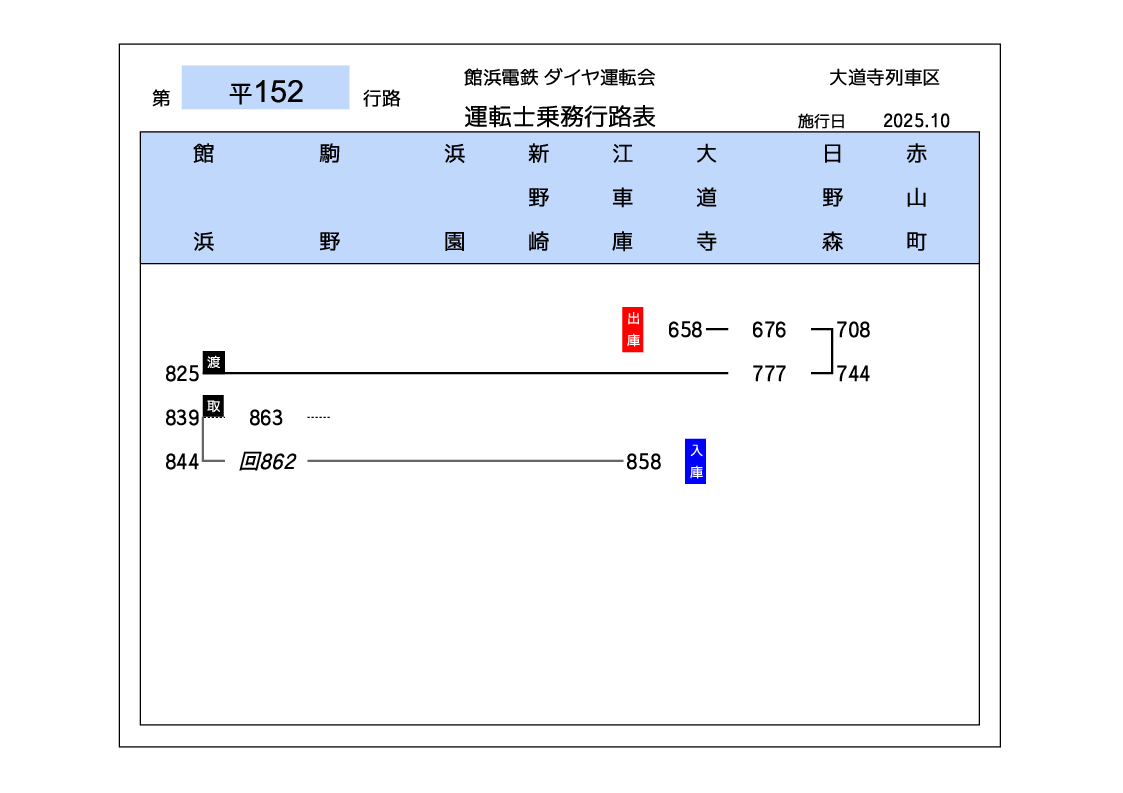 館浜電鉄 ダイヤ運転会
大道寺列車区
第 平152 行路
運転士乗務行路表
施行日 2025.10
館浜 駒野 浜園 新野崎 江車庫 大道寺 日野森 赤山町
出庫 658 676 708
825 渡 777 744
839 取 863
844 回862 858 入庫